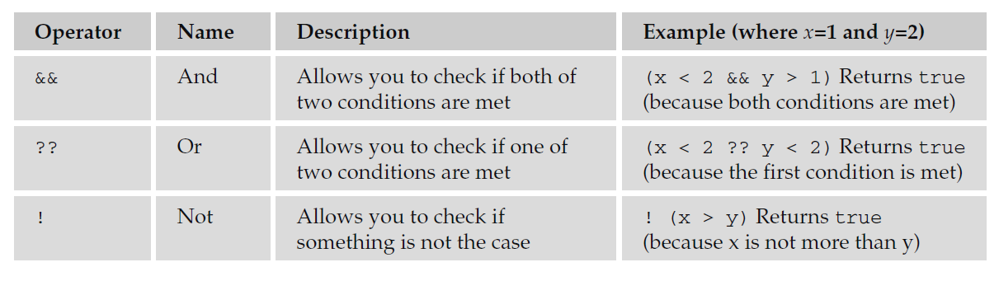 Operator Name Description Example (where x=1 and y=2)
&& And Allows you to check if both of (x < 2 && y > 1) Returns true
two conditions are met (because both conditions are met)
?? Or Allows you to check if one of (x < 2 ?? y < 2) Returns true
two conditions are met (because the first condition is met)
! Not Allows you to check if ! (x > y) Returns true
something is not the case (because x is not more than y)